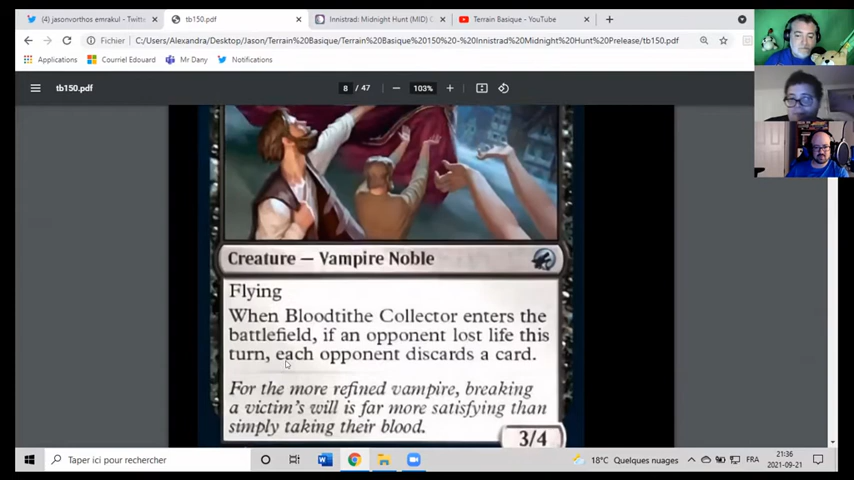 (4) jasonvorthos emrakul - Twitt
tb150.pdf
Innistrad: Midnight Hunt (MID) C
Terrain Basique - YouTube
Fichier
C:/Users/Alexandra/Desktop/Jason/Terrain%20Basique/Terrain%20Basique%20150%20-%20Innistrad%20Midnight%20Hunt%20Prelease/tb150.pdf
Applications
Courriel Edouard
Mr Dany
Notifications
tb150.pdf
8 / 47
103%
Creature — Vampire Noble
Flying
When Bloodtithe Collector enters the
battlefield, if an opponent lost life this
turn, each opponent discards a card.
For the more refined vampire, breaking
a victim's will is far more satisfying than
simply taking their blood.
3/4
Taper ici pour rechercher
18°C Quelques nuages
FRA
21:36
2021-09-21